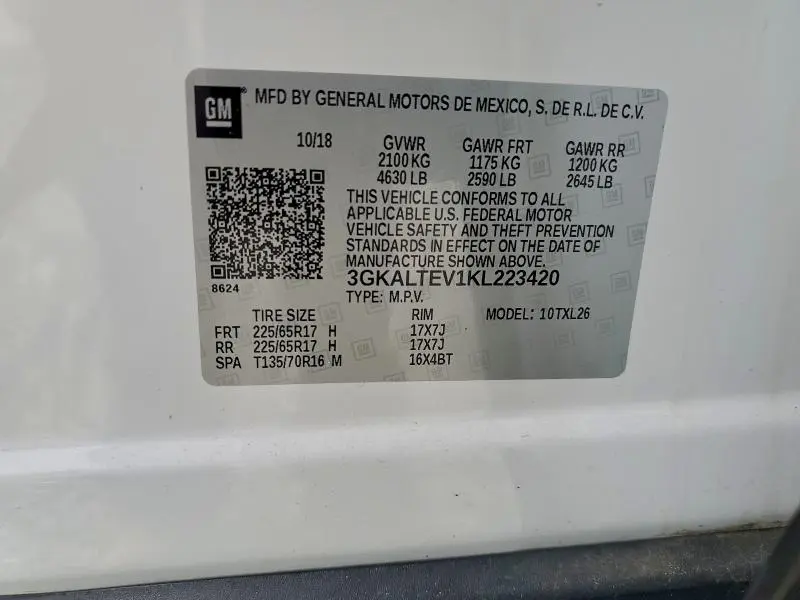 GM® MFD BY GENERAL MOTORS DE MEXICO, S. DE R.L. DE C.V.
10/18 GVWR GAWR FRT GAWR RR
2100 KG 1175 KG 1200 KG
4630 LB 2590 LB 2645 LB
THIS VEHICLE CONFORMS TO ALL
APPLICABLE U.S. FEDERAL MOTOR
VEHICLE SAFETY AND THEFT PREVENTION
STANDARDS IN EFFECT ON THE DATE OF
MANUFACTURE SHOWN ABOVE.
3GKALTEV1KL223420
8624
TYPE: M.P.V.
TIRE SIZE RIM MODEL: 10TXL26
FRT 225/65R17 H 17X7J
RR 225/65R17 H 17X7J
SPA T135/70R16 M 16X4BT